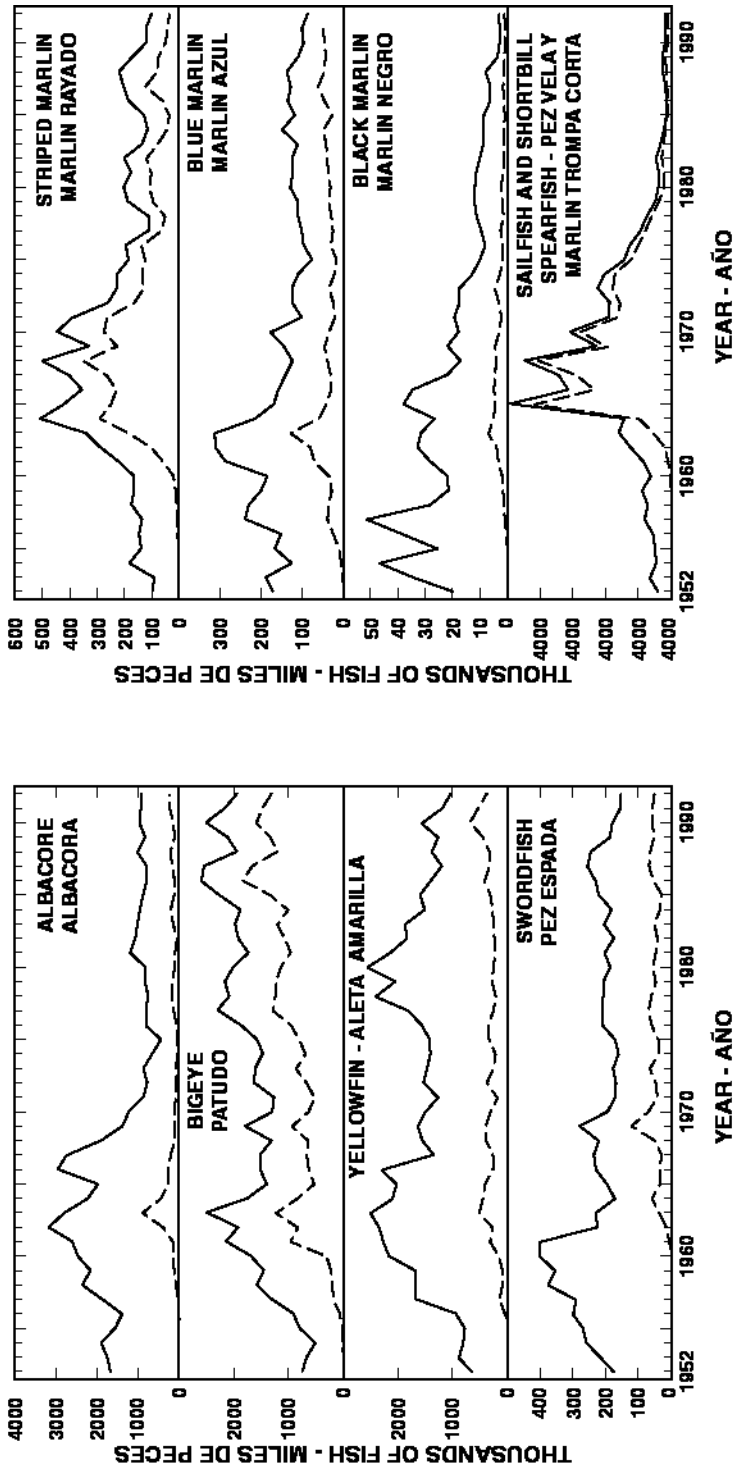 THOUSANDS OF FISH - MILES DE PECES
ALBACORE
ALBACORA
4000
3000
2000
1000
0
BIGEYE
PATUDO
2000
1000
0
YELLOWFIN - ALETA AMARILLA
2000
1000
0
SWORDFISH
PEZ ESPADA
400
300
200
100
0
1952 1960 1970 1980 1990
YEAR - AÑO
THOUSANDS OF FISH - MILES DE PECES
STRIPED MARLIN
MARLIN RAYADO
600
500
400
300
200
100
0
BLUE MARLIN
MARLIN AZUL
300
200
100
0
BLACK MARLIN
MARLIN NEGRO
50
40
30
20
10
0
SAILFISH AND SHORTBILL
SPEARFISH - PEZ VELA Y
MARLIN TROMPA CORTA
4000
4000
4000
1952 1960 1970 1980 1990
YEAR - AÑO